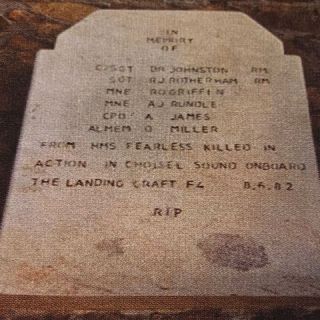 IN
MEMORY
OF
C/SGT DR JOHNSTON RM
SGT RJ ROTHERHAM RM
MNE RD GRIFFIN
MNE AJ RUNDLE
CPO A JAMES
ALMEM D MILLER
FROM HMS FEARLESS KILLED IN
ACTION IN CHOISEL SOUND ONBOARD
THE LANDING CRAFT F4 8.6.82
RIP